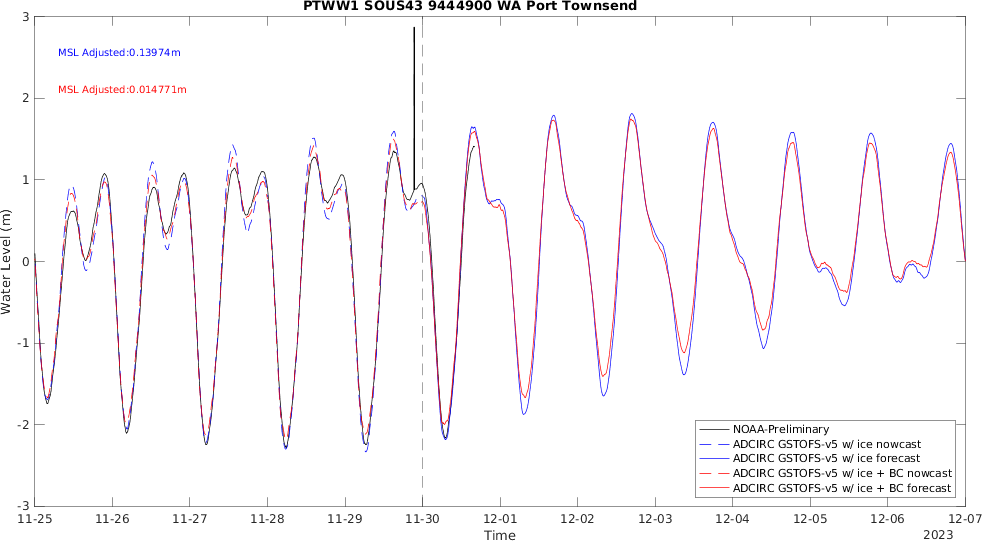 PTWW1 SOUS43 9444900 WA Port Townsend
3
MSL Adjusted:0.13974m
MSL Adjusted:0.014771m
2
1
0
-1
-2
-3
Water Level (m)
NOAA-Preliminary
ADCIRC GSTOFS-v5 w/ ice nowcast
ADCIRC GSTOFS-v5 w/ ice forecast
ADCIRC GSTOFS-v5 w/ ice + BC nowcast
ADCIRC GSTOFS-v5 w/ ice + BC forecast
11-25 11-26 11-27 11-28 11-29 11-30 12-01 12-02 12-03 12-04 12-05 12-06 12-07
Time
2023